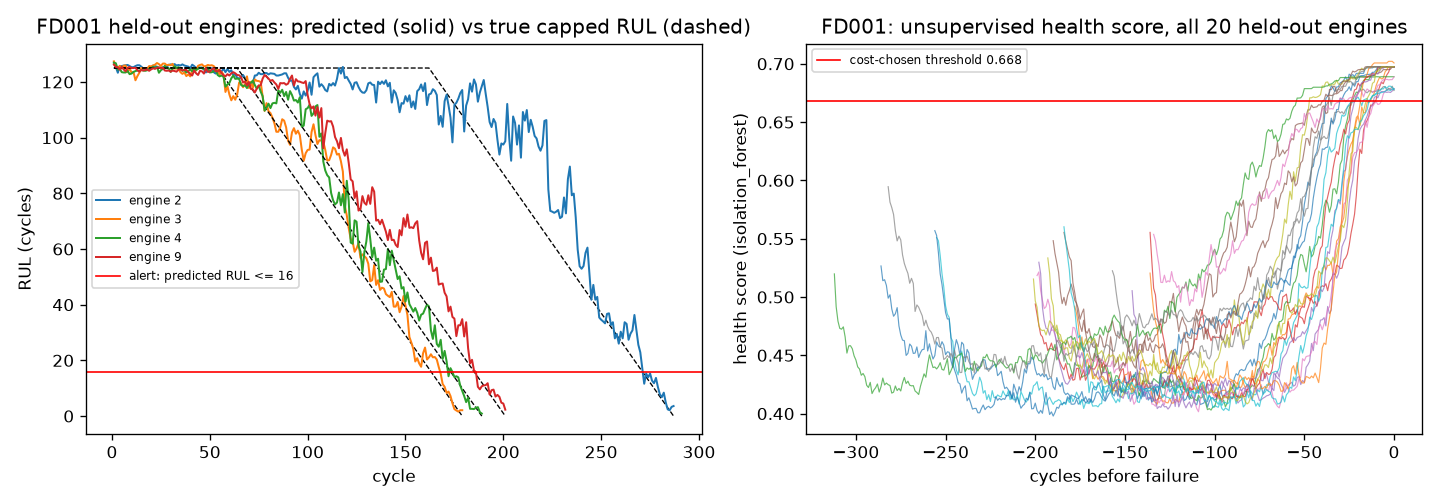 FD001 held-out engines: predicted (solid) vs true capped RUL (dashed)
RUL (cycles)
120
100
80
60
40
20
0
engine 2
engine 3
engine 4
engine 9
alert: predicted RUL <= 16
0 50 100 150 200 250 300
cycle
FD001: unsupervised health score, all 20 held-out engines
health score (isolation_forest)
0.70
0.65
0.60
0.55
0.50
0.45
0.40
cost-chosen threshold 0.668
−300 −250 −200 −150 −100 −50 0
cycles before failure